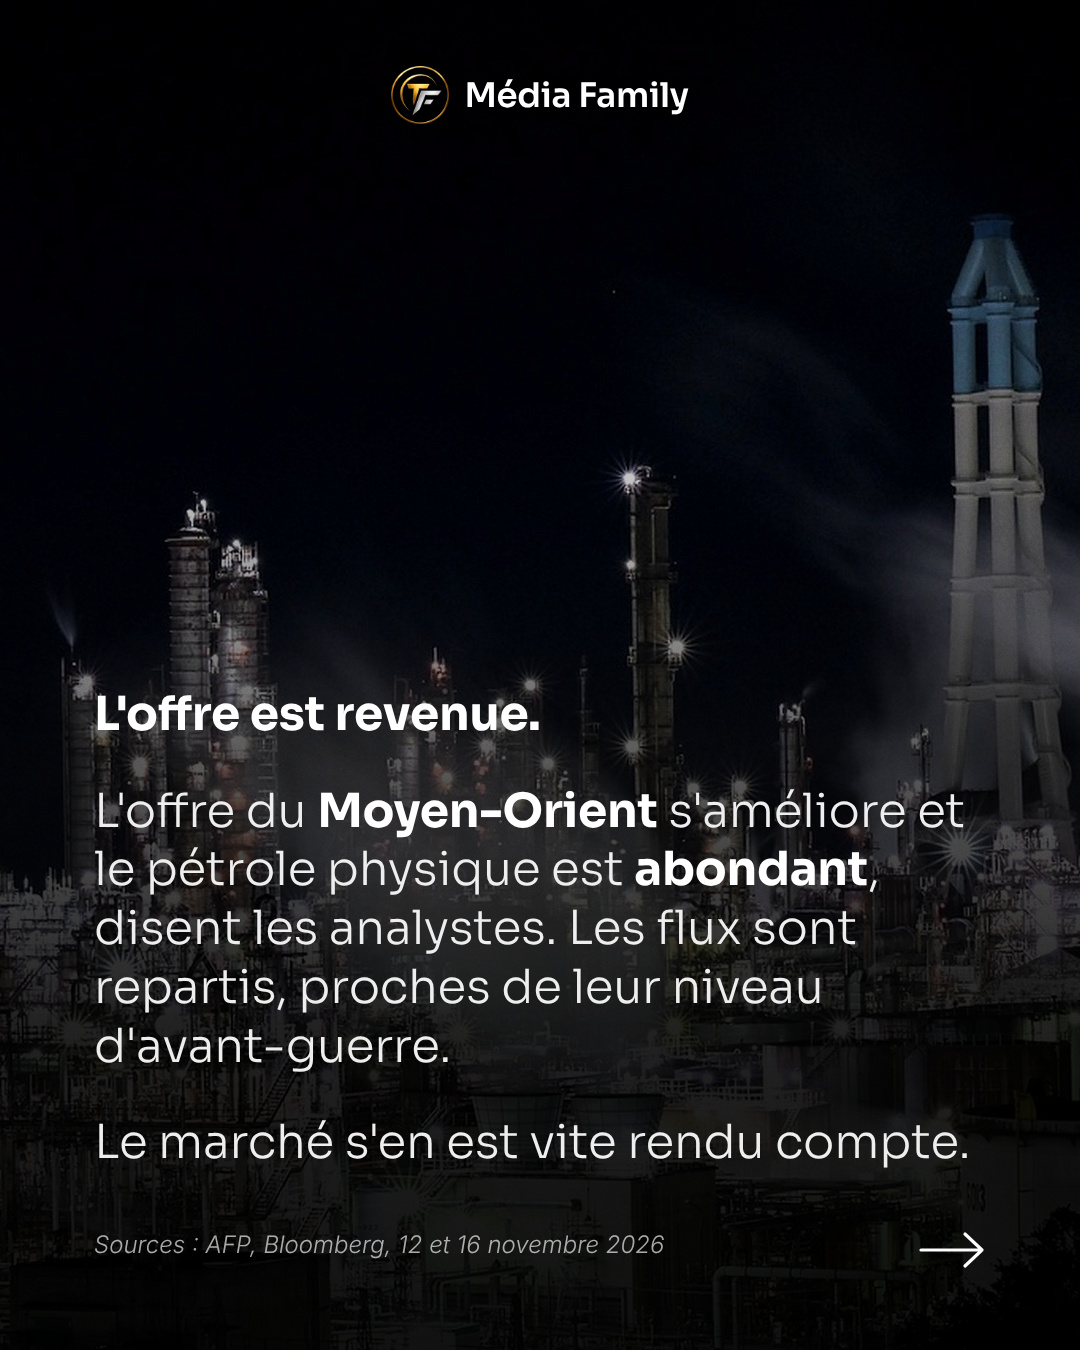 Média Family
L'offre est revenue.
L'offre du Moyen-Orient s'améliore et
le pétrole physique est abondant,
disent les analystes. Les flux sont
repartis, proches de leur niveau
d'avant-guerre.
Le marché s'en est vite rendu compte.
Sources : AFP, Bloomberg, 12 et 16 novembre 2026